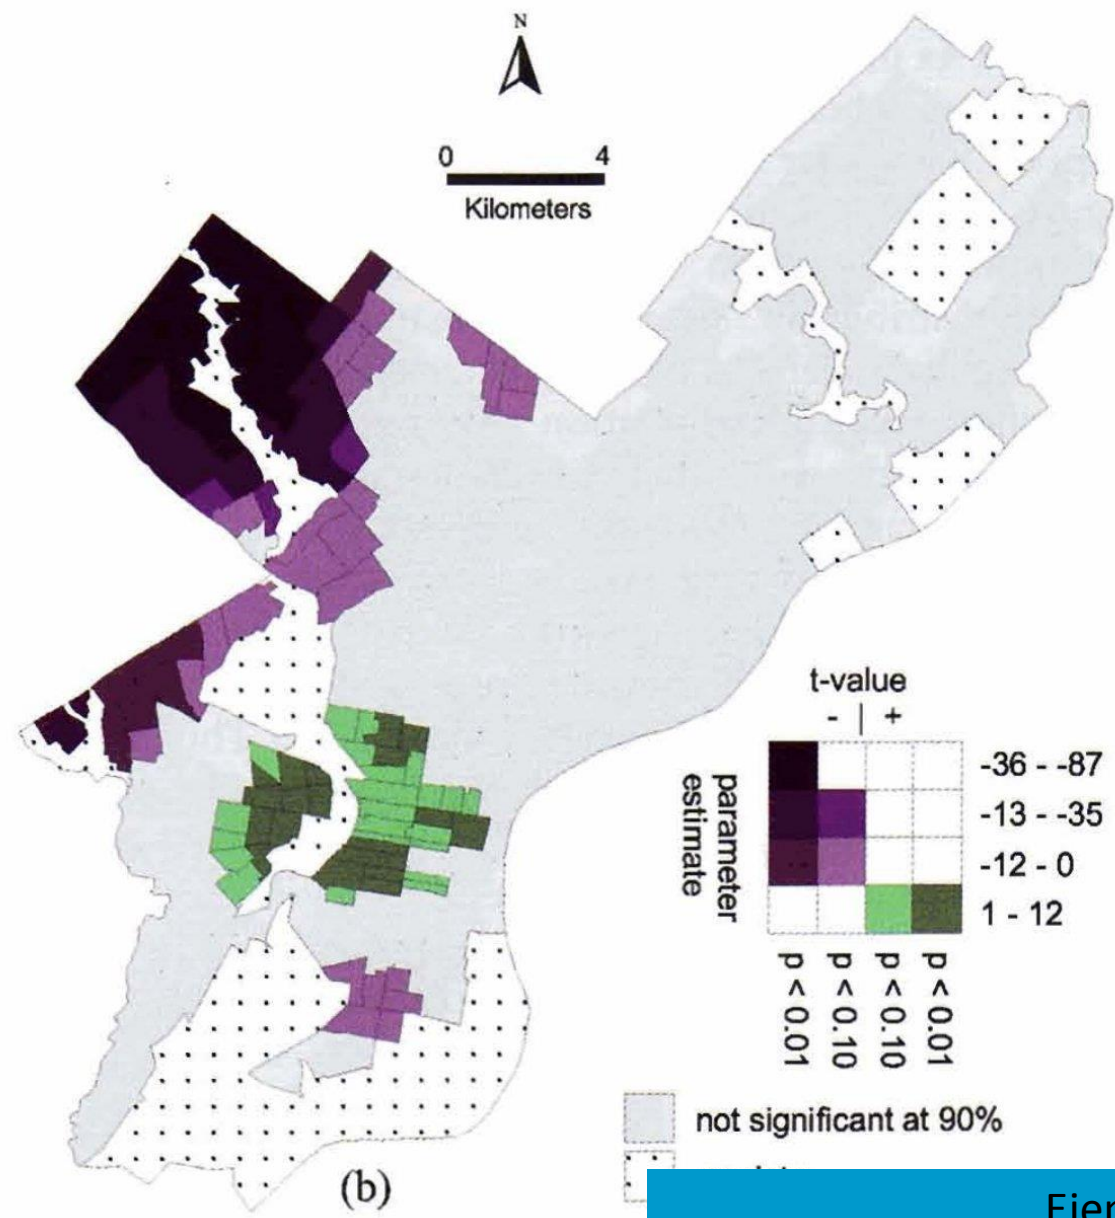 N
0 4
Kilometers
t-value
- | +
parameter
estimate
-36 - -87
-13 - -35
-12 - 0
1 - 12
p < 0.01
p < 0.10
p < 0.10
p < 0.01
not significant at 90%
(b)